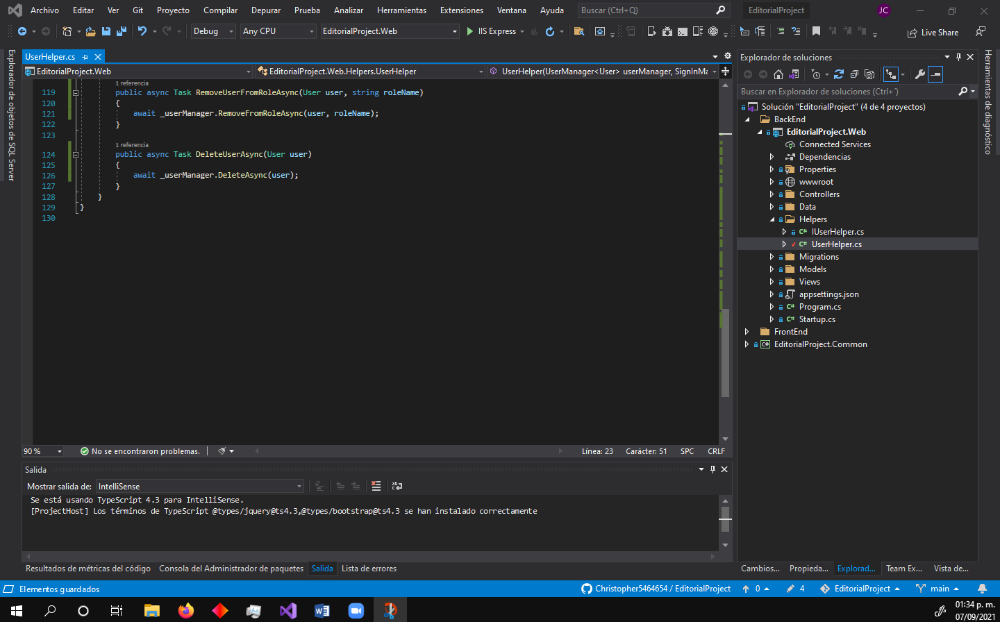 Archivo Editar Ver Git Proyecto Compilar Depurar Prueba Analizar Herramientas Extensiones Ventana Ayuda Buscar (Ctrl+Q) EditorialProject JC
Debug Any CPU EditorialProject.Web IIS Express Live Share
Explorador de objetos de SQL Server
UserHelper.cs
EditorialProject.Web EditorialProject.Web.Helpers.UserHelper UserHelper(UserManager<User> userManager, SignInMa
1 referencia
119 public async Task RemoveUserFromRoleAsync(User user, string roleName)
120 {
121 await _userManager.RemoveFromRoleAsync(user, roleName);
122 }
123
1 referencia
124 public async Task DeleteUserAsync(User user)
125 {
126 await _userManager.DeleteAsync(user);
127 }
128 }
129 }
130
90 % No se encontraron problemas. Línea: 23 Carácter: 51 SPC CRLF
Salida
Mostrar salida de: IntelliSense
Se está usando TypeScript 4.3 para IntelliSense.
[ProjectHost] Los términos de TypeScript @types/jquery@ts4.3,@types/bootstrap@ts4.3 se han instalado correctamente
Resultados de métricas del código Consola del Administrador de paquetes Salida Lista de errores
Explorador de soluciones
Buscar en Explorador de soluciones (Ctrl+´)
Solución "EditorialProject" (4 de 4 proyectos)
BackEnd
EditorialProject.Web
Connected Services
Dependencias
Properties
wwwroot
Controllers
Data
Helpers
C# IUserHelper.cs
C# UserHelper.cs
Migrations
Models
Views
appsettings.json
C# Program.cs
C# Startup.cs
FrontEnd
C# EditorialProject.Common
Cambios... Propieda... Explorad... Team Ex... Vista de...
Herramientas de diagnóstico
Elementos guardados Christopher5464654 / EditorialProject 0 4 EditorialProject main
01:34 p. m.
07/09/2021